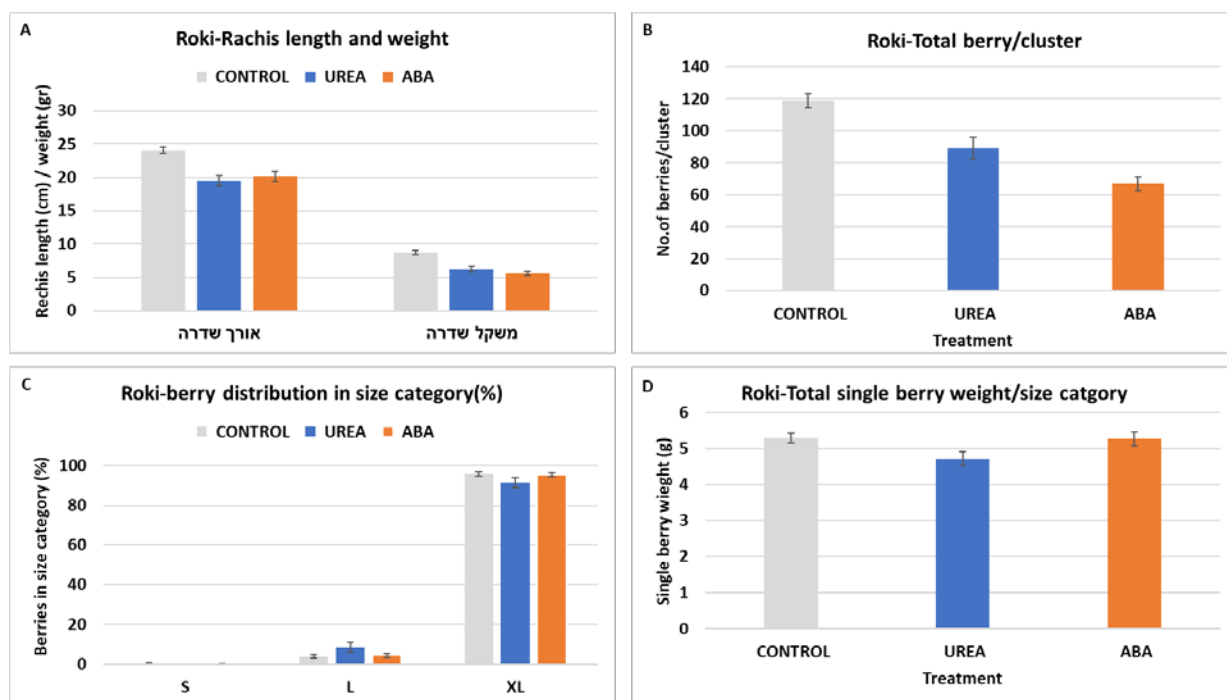 A
Roki-Rachis length and weight
CONTROL UREA ABA
Rechis length (cm) / weight (gr)
30
25
20
15
10
5
0
אורך שדרה משקל שדרה
B
Roki-Total berry/cluster
No.of berries/cluster
140
120
100
80
60
40
20
0
CONTROL UREA ABA
Treatment
C
Roki-berry distribution in size category(%)
CONTROL UREA ABA
Berries in size category (%)
100
80
60
40
20
0
S L XL
D
Roki-Total single berry weight/size catgory
Single berry wieght (g)
6
5
4
3
2
1
0
CONTROL UREA ABA
Treatment